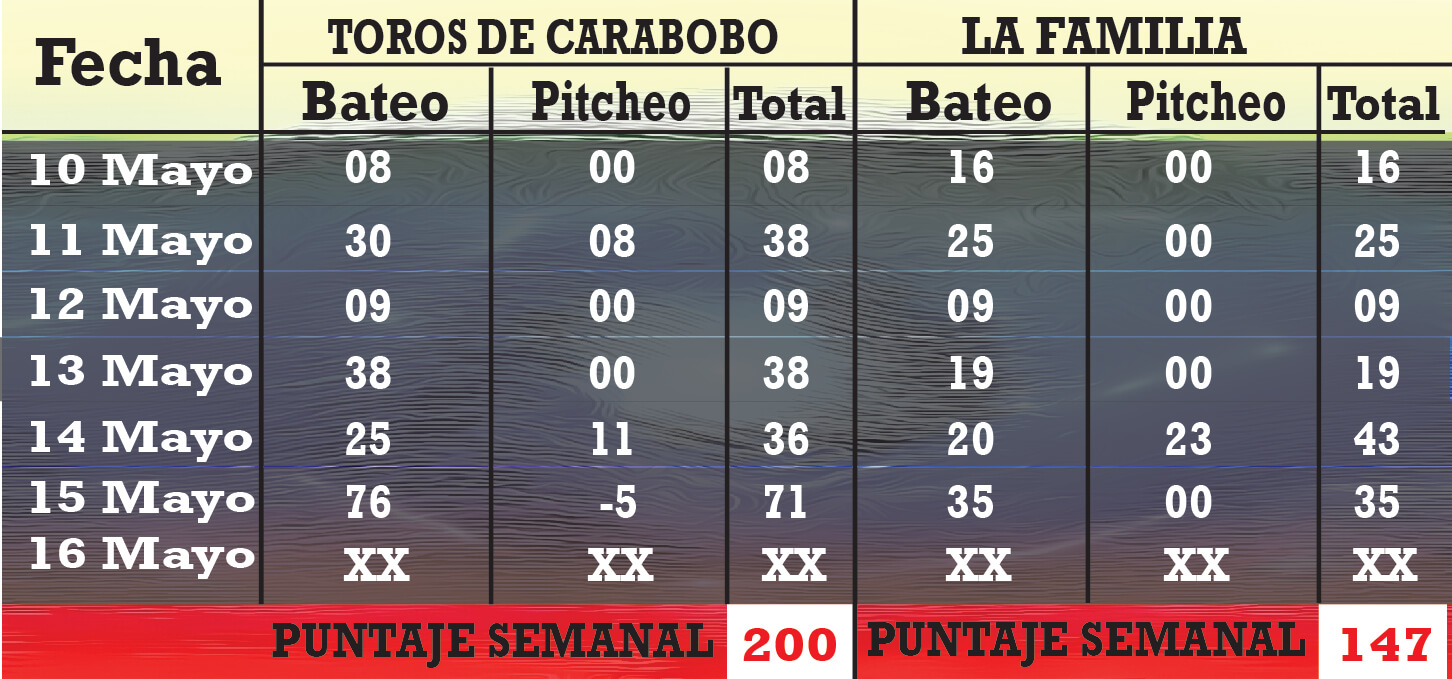 Fecha TOROS DE CARABOBO LA FAMILIA
Bateo Pitcheo Total Bateo Pitcheo Total
10 Mayo 08 00 08 16 00 16
11 Mayo 30 08 38 25 00 25
12 Mayo 09 00 09 09 00 09
13 Mayo 38 00 38 19 00 19
14 Mayo 25 11 36 20 23 43
15 Mayo 76 -5 71 35 00 35
16 Mayo XX XX XX XX XX XX
PUNTAJE SEMANAL 200 PUNTAJE SEMANAL 147